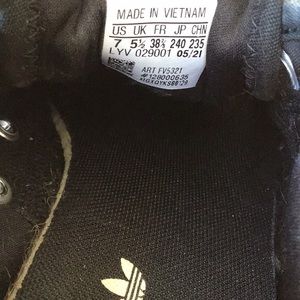 MADE IN VIETNAM
US UK FR JP CHN
7 5½ 38⅔ 240 235
LYV 029001 05/21
ART FV5321
#128000635